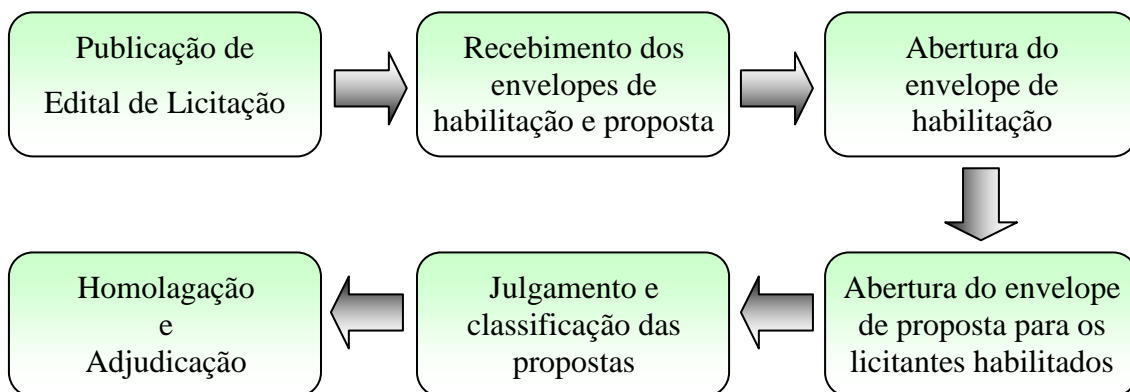 Publicação de
Edital de Licitação
Recebimento dos
envelopes de
habilitação e proposta
Abertura do
envelope de
habilitação
Abertura do envelope
de proposta para os
licitantes habilitados
Julgamento e
classificação das
propostas
Homolagação
e
Adjudicação